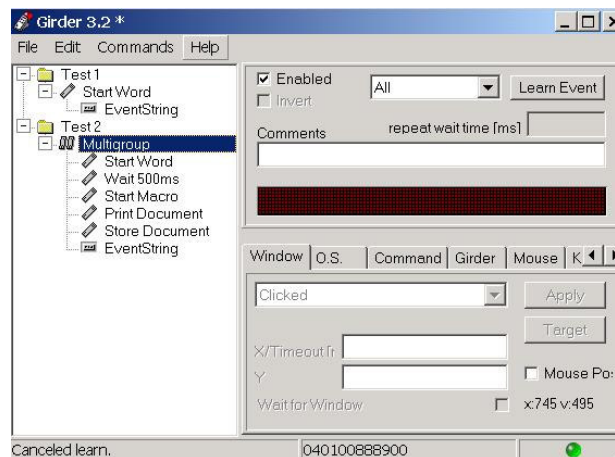 Girder 3.2 *
File Edit Commands Help
Test1
Start Word
EventString
Test2
Multigroup
Start Word
Wait 500ms
Start Macro
Print Document
Store Document
EventString
Enabled
All
Learn Event
Invert
Comments
repeat wait time [ms]
Window O.S. Command Girder Mouse K
Clicked
Apply
Target
X/Timeout [r
Y
Mouse Po
Wait for Window
x:745 v:495
Canceled learn.
040100888900